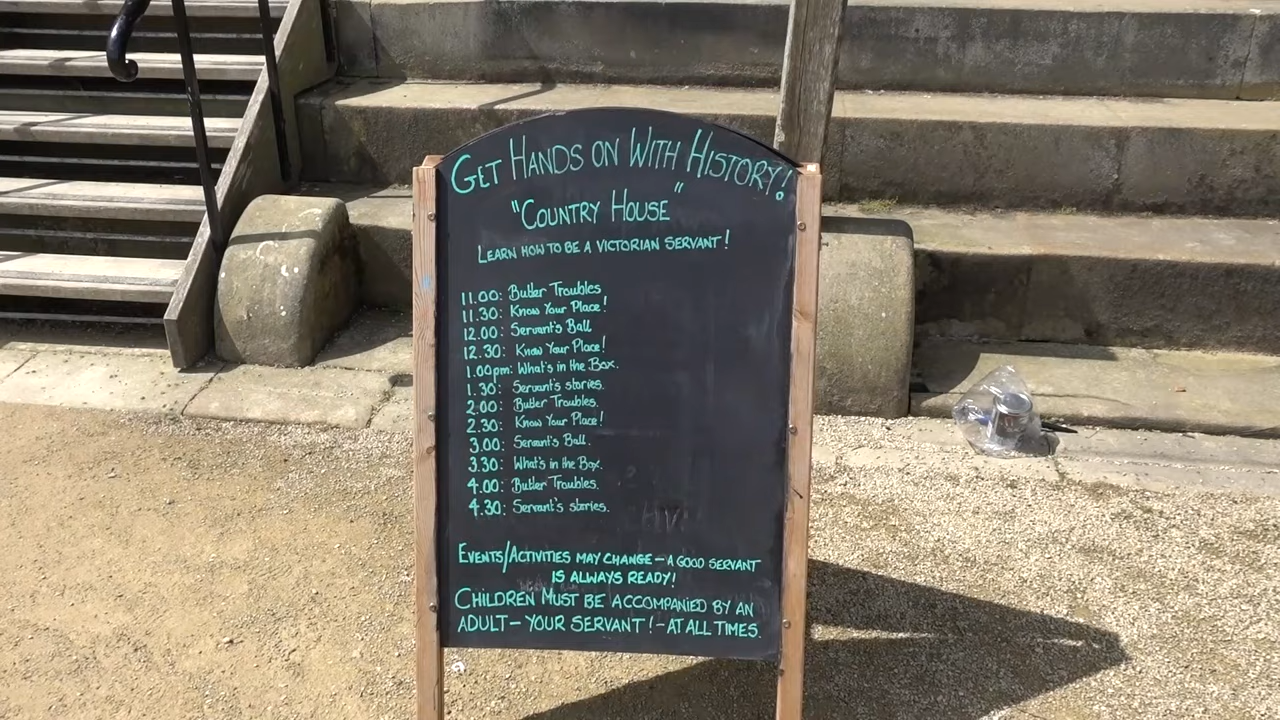 GET HANDS ON WITH HISTORY!
"COUNTRY HOUSE"
LEARN HOW TO BE A VICTORIAN SERVANT!
11.00: Butler Troubles
11.30: Know Your Place!
12.00: Servant's Ball
12.30: Know Your Place!
1.00pm: What's in the Box.
1.30: Servant's stories.
2.00: Butler Troubles.
2.30: Know Your Place!
3.00: Servant's Ball.
3.30: What's in the Box.
4.00: Butler Troubles.
4.30: Servant's stories.
EVENTS/ACTIVITIES MAY CHANGE - A GOOD SERVANT
IS ALWAYS READY!
CHILDREN MUST BE ACCOMPANIED BY AN
ADULT - YOUR SERVANT! - AT ALL TIMES.